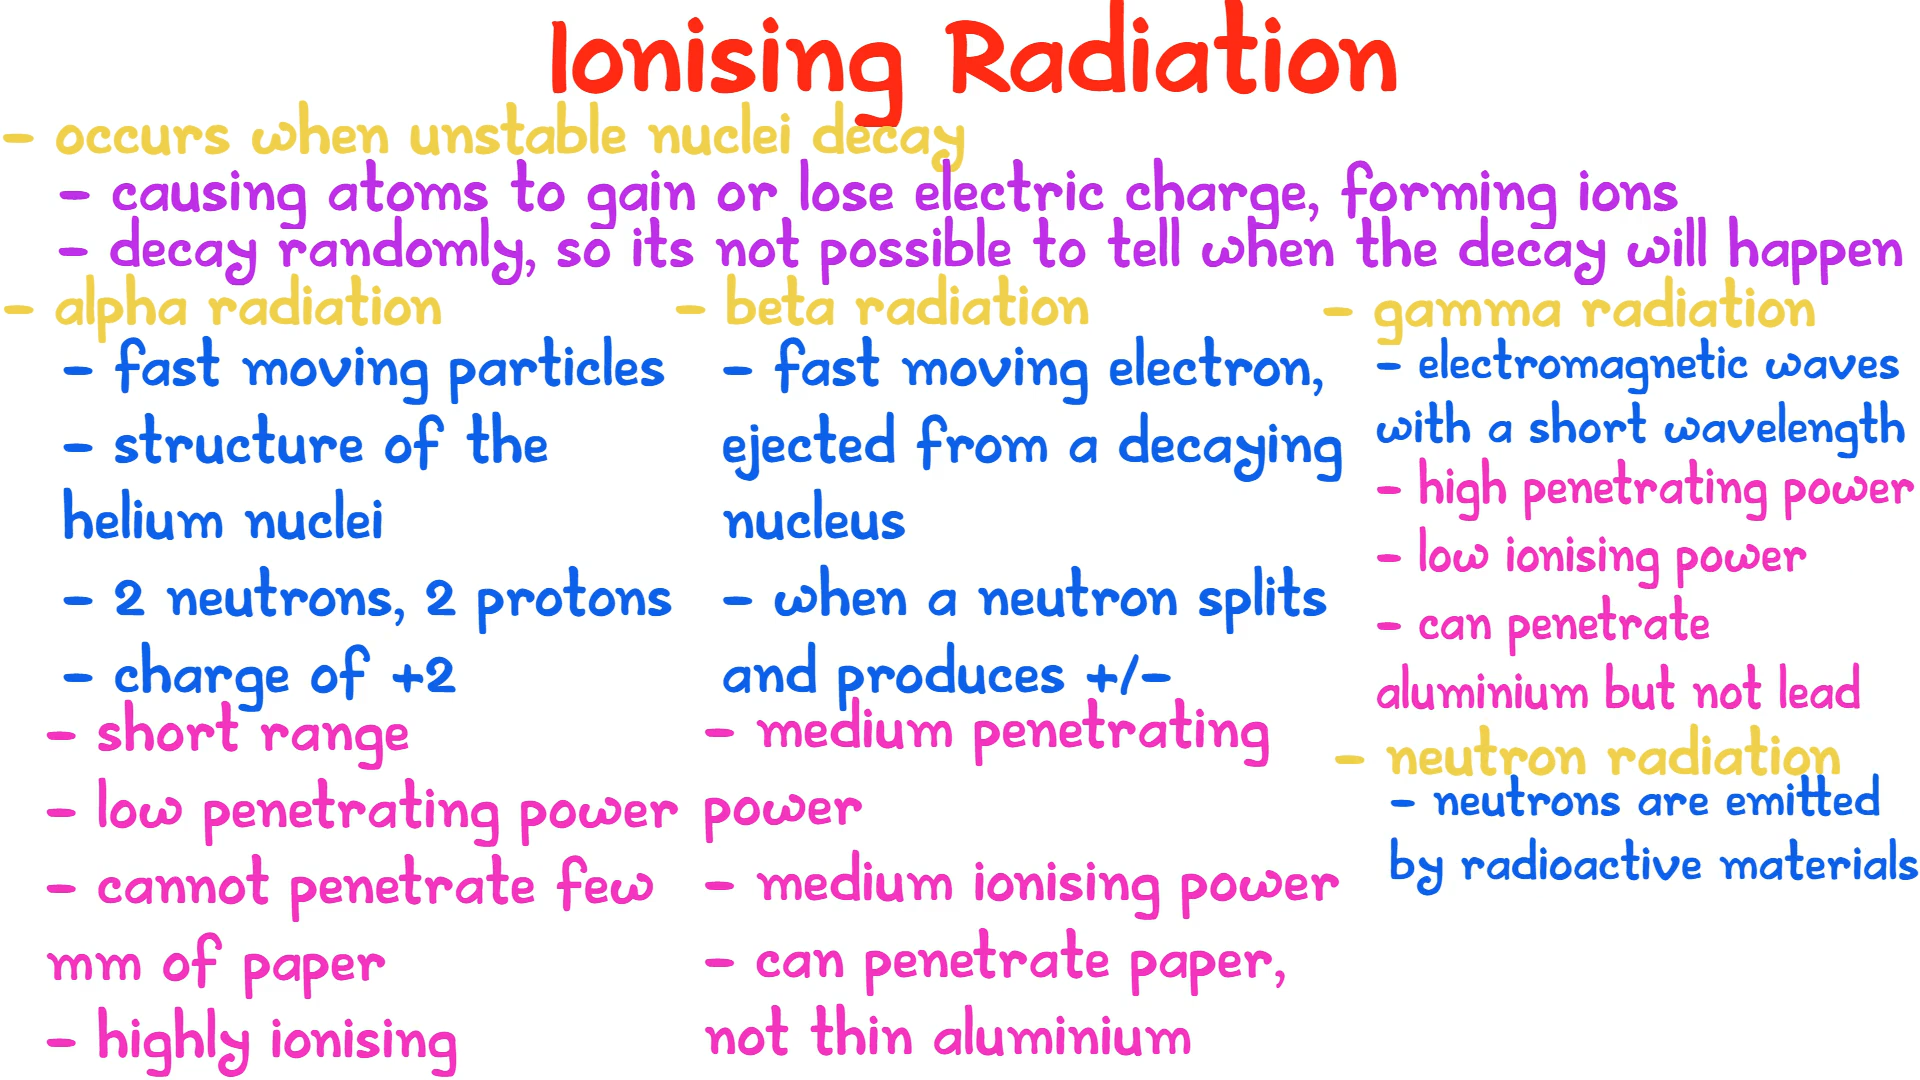 Ionising Radiation
- occurs when unstable nuclei decay
- causing atoms to gain or lose electric charge, forming ions
- decay randomly, so its not possible to tell when the decay will happen
- alpha radiation
- fast moving particles
- structure of the
helium nuclei
- 2 neutrons, 2 protons
- charge of +2
- short range
- low penetrating power
- cannot penetrate few
mm of paper
- highly ionising
- beta radiation
- fast moving electron,
ejected from a decaying
nucleus
- when a neutron splits
and produces +/-
- medium penetrating
power
- medium ionising power
- can penetrate paper,
not thin aluminium
- gamma radiation
- electromagnetic waves
with a short wavelength
- high penetrating power
- low ionising power
- can penetrate
aluminium but not lead
- neutron radiation
- neutrons are emitted
by radioactive materials